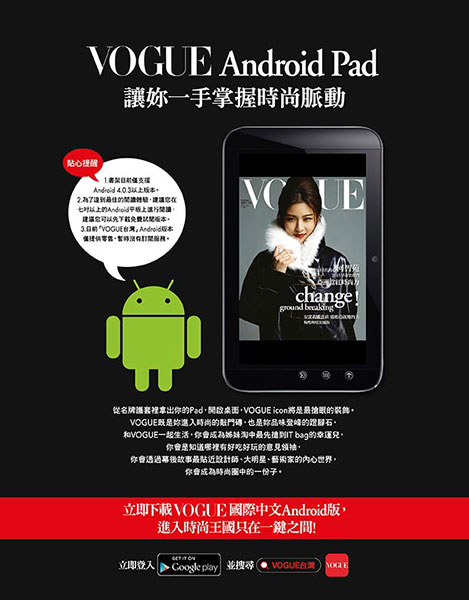 VOGUE Android Pad
讓妳一手掌握時尚脈動
貼心提醒
1.書架目前僅支援
Android 4.0.3以上版本。
2.為了達到最佳的閱讀體驗,建議您在
七吋以上的Android平板上進行閱讀,
建議您可以先下載免費試閱版本。
3.目前「VOGUE台灣」Android版本
僅提供零售,暫時沒有訂閱服務。
VOGUE
change!
ground breaking
從名牌護套裡拿出你的Pad,開啟桌面,VOGUE icon將是最搶眼的裝飾。
VOGUE既是妳進入時尚的敲門磚,也是妳品味登峰的蹬腳石,
和VOGUE一起生活,你會成為姊妹淘中最先搶到IT bag的幸運兒,
你會是知道哪裡有好吃好玩的意見領袖,
你會透過幕後故事最貼近設計師、大明星、藝術家的內心世界,
你會成為時尚圈中的一份子。
立即下載VOGUE國際中文Android版,
進入時尚王國只在一鍵之間!
立即登入 GET IT ON Google play 並搜尋 VOGUE台灣 VOGUE